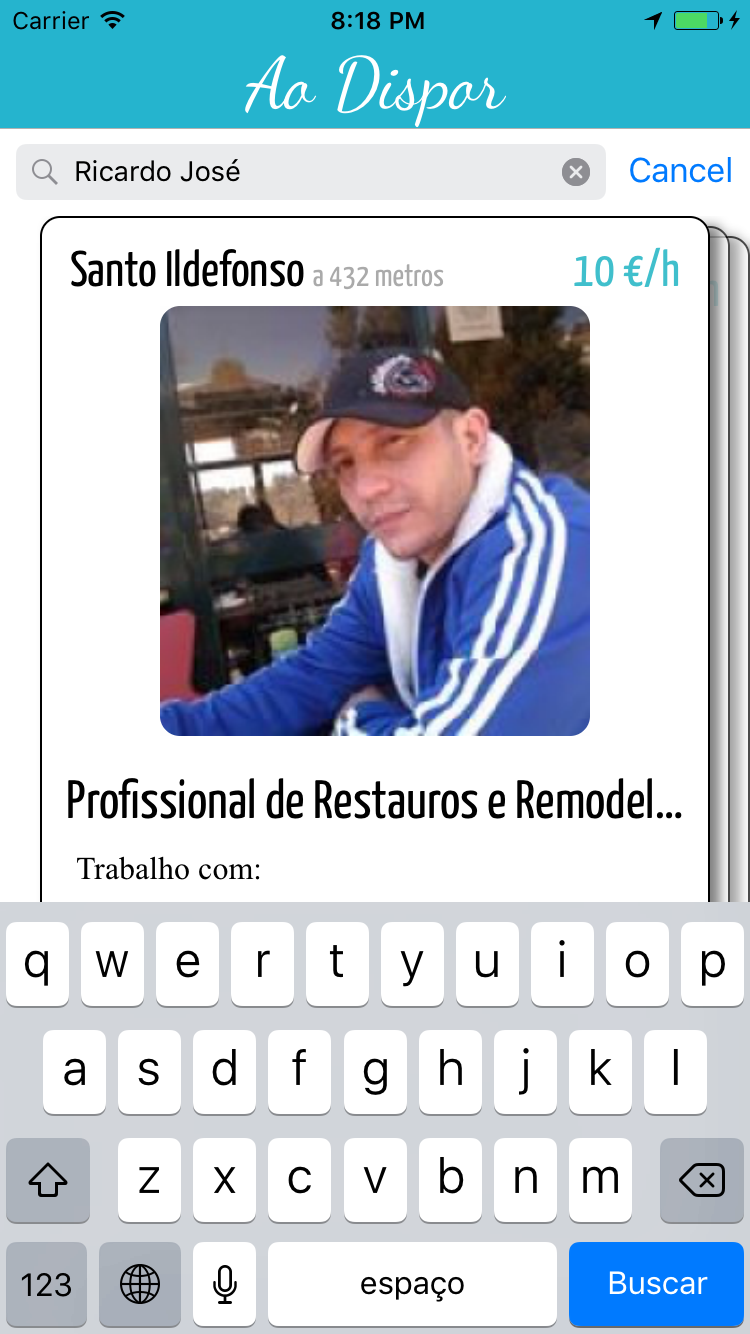 Carrier 8:18 PM
Ao Dispor
Ricardo José Cancel
Santo Ildefonso a 432 metros 10 €/h
Profissional de Restauros e Remodel...
Trabalho com:
q w e r t y u i o p
a s d f g h j k l
z x c v b n m
123 espaço Buscar